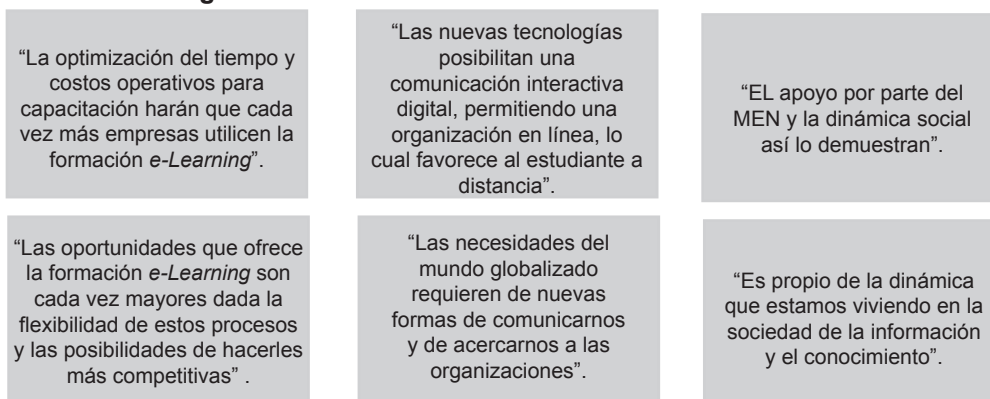 “La optimización del tiempo y
costos operativos para
capacitación harán que cada
vez más empresas utilicen la
formación e-Learning”.
“Las nuevas tecnologías
posibilitan una
comunicación interactiva
digital, permitiendo una
organización en línea, lo
cual favorece al estudiante a
distancia”.
“EL apoyo por parte del
MEN y la dinámica social
así lo demuestran”.
“Las oportunidades que ofrece
la formación e-Learning son
cada vez mayores dada la
flexibilidad de estos procesos
y las posibilidades de hacerles
más competitivas” .
“Las necesidades del
mundo globalizado
requieren de nuevas
formas de comunicarnos
y de acercarnos a las
organizaciones”.
“Es propio de la dinámica
que estamos viviendo en la
sociedad de la información
y el conocimiento”.